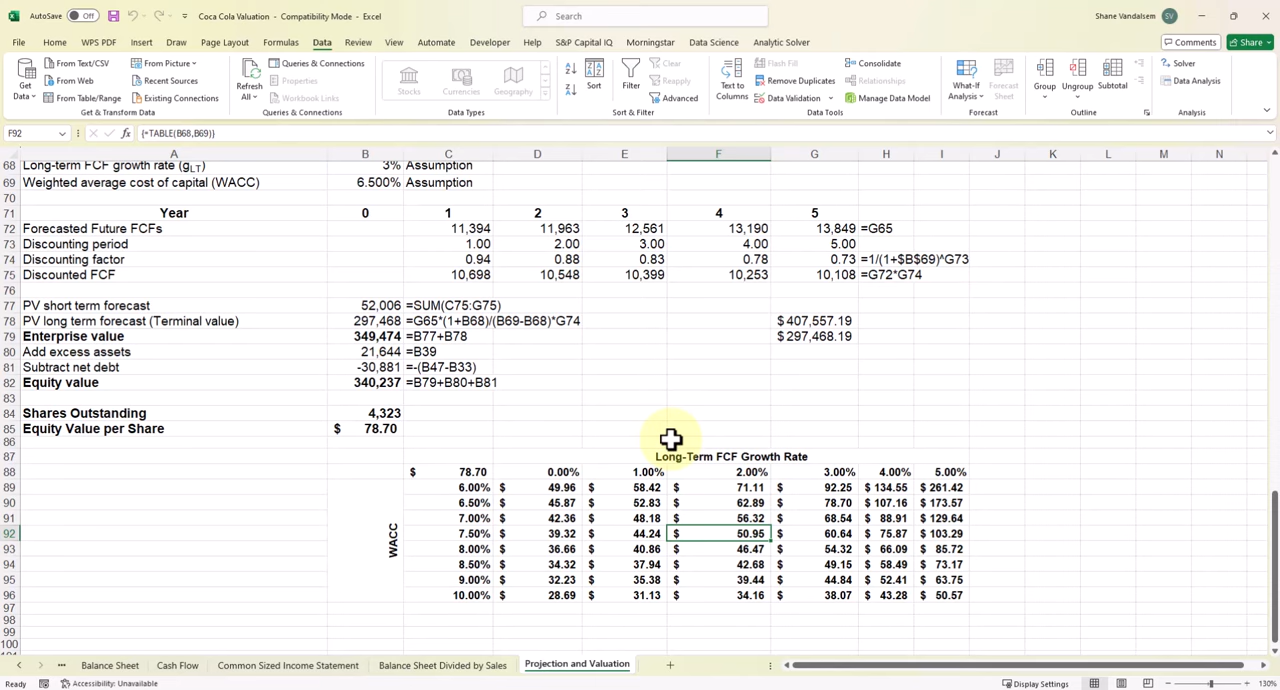 AutoSave Off Coca Cola Valuation - Compatibility Mode - Excel Search Shane Vandalsem SV
File Home WPS PDF Insert Draw Page Layout Formulas Data Review View Automate Developer Help S&P Capital IQ Morningstar Data Science Analytic Solver Comments Share
Get Data From Text/CSV From Picture Refresh All Queries & Connections Stocks Currencies Geography Sort Filter Clear Text to Columns Flash Fill Consolidate What-If Analysis Forecast Sheet Group Ungroup Subtotal Solver
From Web Recent Sources Properties Reapply Remove Duplicates Relationships Data Analysis
From Table/Range Existing Connections Workbook Links Advanced Data Validation Manage Data Model
Get & Transform Data Queries & Connections Data Types Sort & Filter Data Tools Forecast Outline Analysis
F92 fx {=TABLE(B68,B69)}
A B C D E F G H I J K L M N
68 Long-term FCF growth rate (gLT) 3% Assumption
69 Weighted average cost of capital (WACC) 6.500% Assumption
70
71 Year 0 1 2 3 4 5
72 Forecasted Future FCFs 11,394 11,963 12,561 13,190 13,849 =G65
73 Discounting period 1.00 2.00 3.00 4.00 5.00
74 Discounting factor 0.94 0.88 0.83 0.78 0.73 =1/(1+$B$69)^G73
75 Discounted FCF 10,698 10,548 10,399 10,253 10,108 =G72*G74
76
77 PV short term forecast 52,006 =SUM(C75:G75)
78 PV long term forecast (Terminal value) 297,468 =G65*(1+B68)/(B69-B68)*G74 $407,557.19
79 Enterprise value 349,474 =B77+B78 $297,468.19
80 Add excess assets 21,644 =B39
81 Subtract net debt -30,881 =-(B47-B33)
82 Equity value 340,237 =B79+B80+B81
83
84 Shares Outstanding 4,323
85 Equity Value per Share $ 78.70
86
87 Long-Term FCF Growth Rate
88 $ 78.70 0.00% 1.00% 2.00% 3.00% 4.00% 5.00%
89 6.00% $ 49.96 $ 58.42 $ 71.11 $ 92.25 $ 134.55 $ 261.42
90 6.50% $ 45.87 $ 52.83 $ 62.89 $ 78.70 $ 107.16 $ 173.57
91 7.00% $ 42.36 $ 48.18 $ 56.32 $ 68.54 $ 88.91 $ 129.64
92 WACC 7.50% $ 39.32 $ 44.24 $ 50.95 $ 60.64 $ 75.87 $ 103.29
93 8.00% $ 36.66 $ 40.86 $ 46.47 $ 54.32 $ 66.09 $ 85.72
94 8.50% $ 34.32 $ 37.94 $ 42.68 $ 49.15 $ 58.49 $ 73.17
95 9.00% $ 32.23 $ 35.38 $ 39.44 $ 44.84 $ 52.41 $ 63.75
96 10.00% $ 28.69 $ 31.13 $ 34.16 $ 38.07 $ 43.28 $ 50.57
97
98
99
100
Balance Sheet Cash Flow Common Sized Income Statement Balance Sheet Divided by Sales Projection and Valuation
Ready Accessibility: Unavailable Display Settings 130%